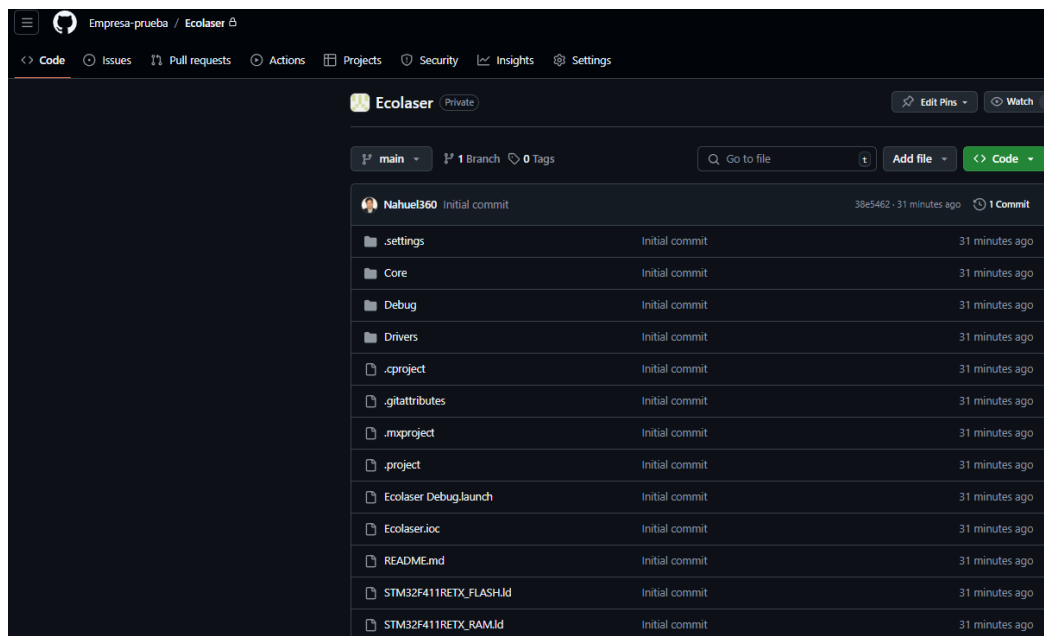 Empresa-prueba / Ecolaser
Code Issues Pull requests Actions Projects Security Insights Settings
Ecolaser Private Edit Pins Watch
main 1 Branch 0 Tags Go to file t Add file Code
Nahuel360 Initial commit 38e5462 · 31 minutes ago 1 Commit
.settings Initial commit 31 minutes ago
Core Initial commit 31 minutes ago
Debug Initial commit 31 minutes ago
Drivers Initial commit 31 minutes ago
.cproject Initial commit 31 minutes ago
.gitattributes Initial commit 31 minutes ago
.mxproject Initial commit 31 minutes ago
.project Initial commit 31 minutes ago
Ecolaser Debug.launch Initial commit 31 minutes ago
Ecolaser.ioc Initial commit 31 minutes ago
README.md Initial commit 31 minutes ago
STM32F411RETX_FLASH.ld Initial commit 31 minutes ago
STM32F411RETX_RAM.ld Initial commit 31 minutes ago